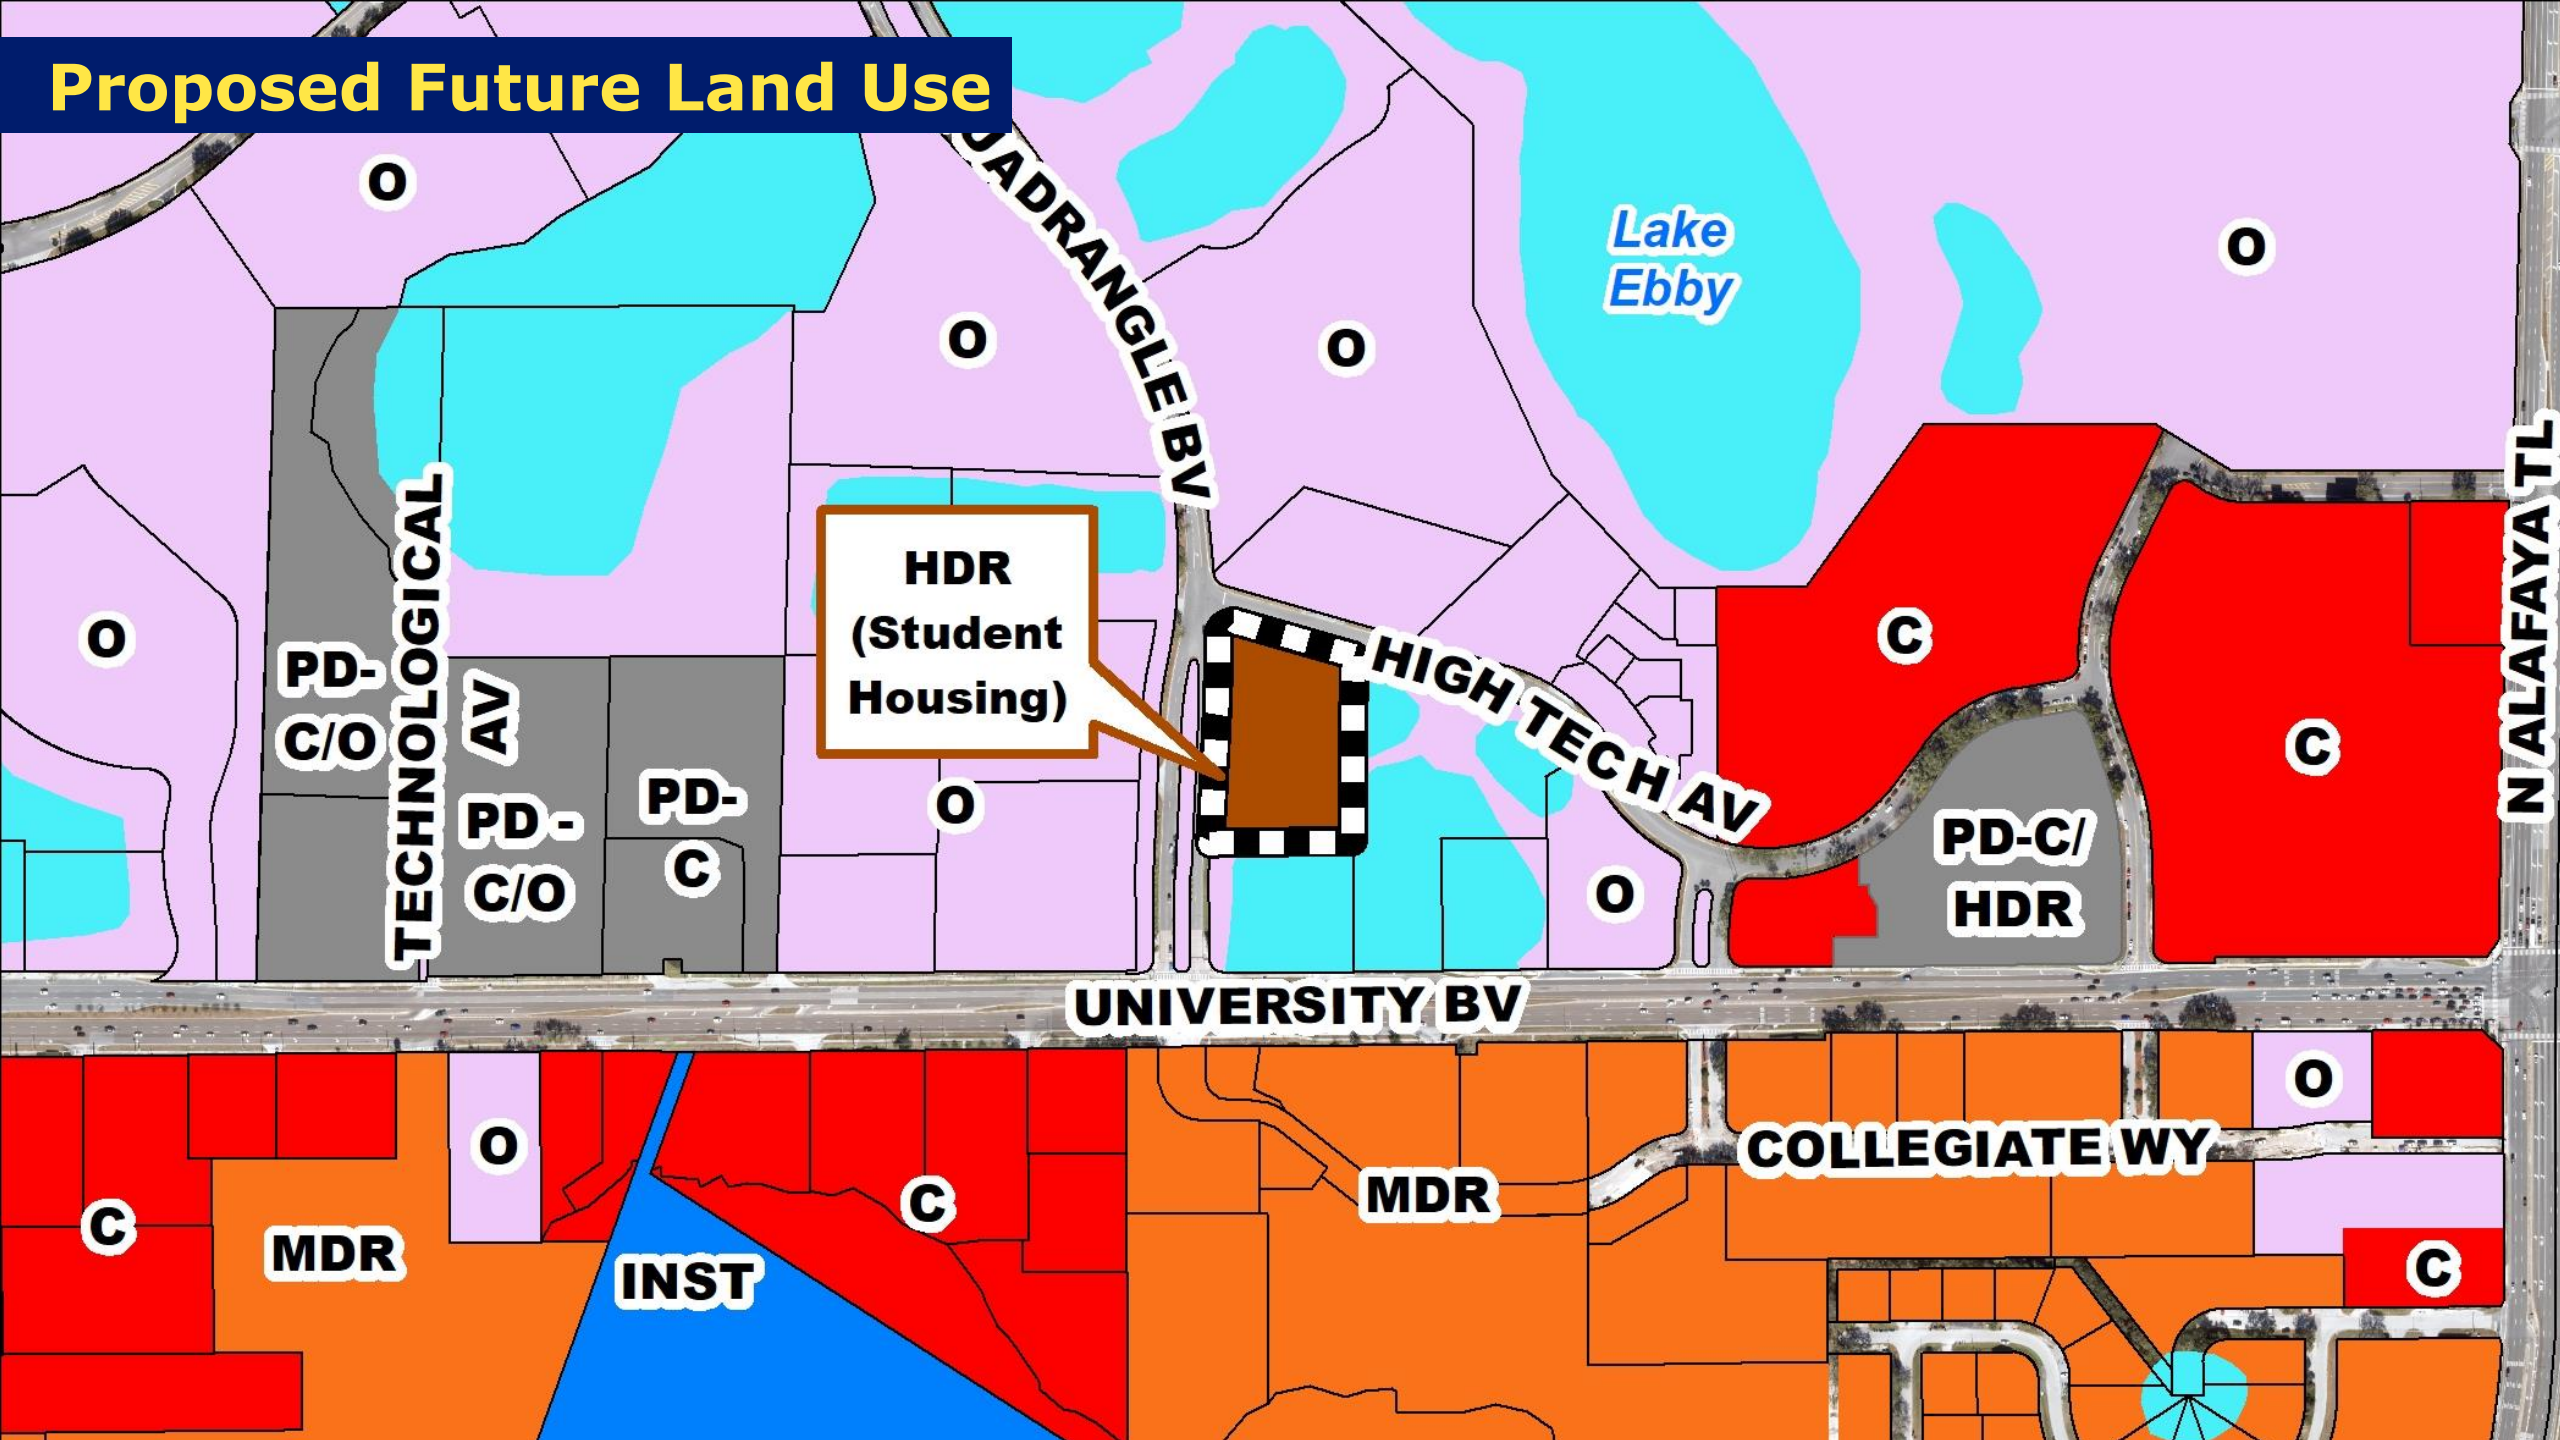 Proposed Future Land Use
O
UADRANGLE BV
Lake
Ebby
O
O
O
TECHNOLOGICAL
AV
N ALAFAYA TL
HDR
(Student
Housing)
O
PD-
C/O
HIGH TECH AV
C
C
PD-
C
PD -
C/O
O
O
PD-C/
HDR
UNIVERSITY BV
O
O
COLLEGIATE WY
C
C
MDR
MDR
INST
C